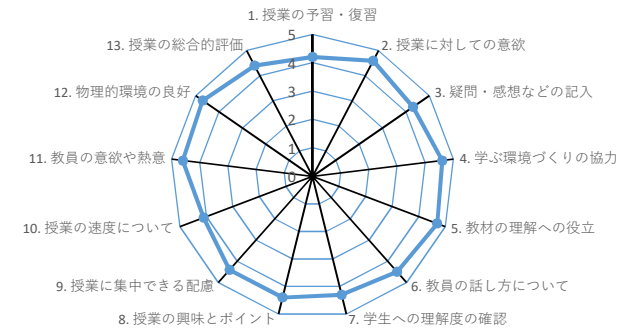 1. 授業の予習・復習
2. 授業に対しての意欲
3. 疑問・感想などの記入
4. 学ぶ環境づくりの協力
5. 教材の理解への役立
6. 教員の話し方について
7. 学生への理解度の確認
8. 授業の興味とポイント
9. 授業に集中できる配慮
10. 授業の速度について
11. 教員の意欲や熱意
12. 物理的環境の良好
13. 授業の総合的評価
5
4
3
2
1
0